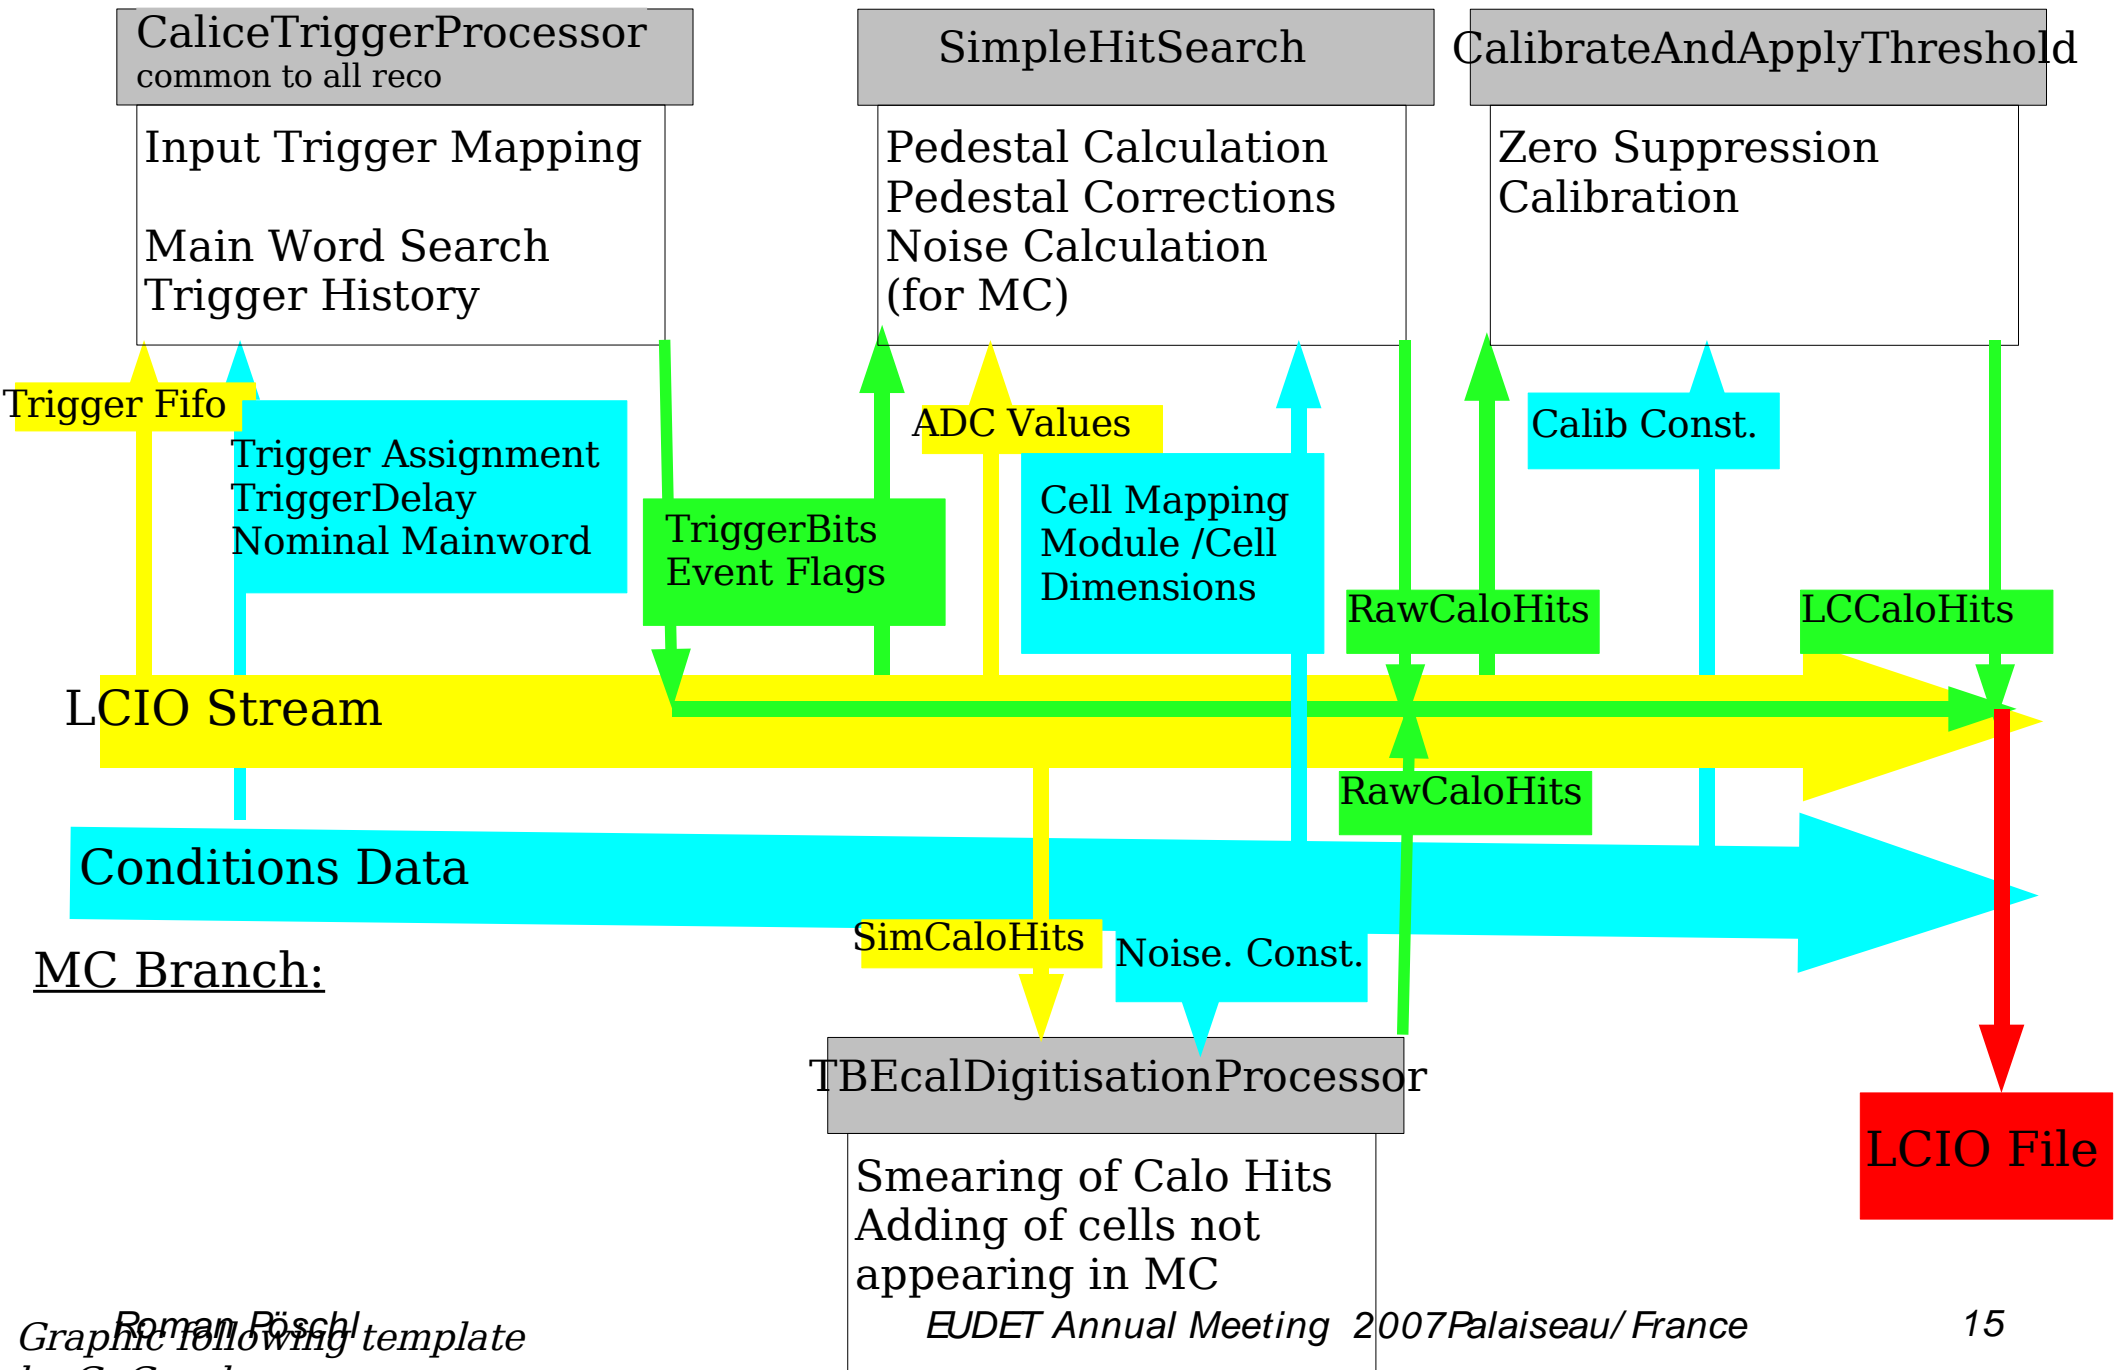 CaliceTriggerProcessor
common to all reco
SimpleHitSearch
CalibrateAndApplyThreshold
Input Trigger Mapping
Main Word Search
Trigger History
Pedestal Calculation
Pedestal Corrections
Noise Calculation
(for MC)
Zero Suppression
Calibration
Trigger Fifo
Trigger Assignment
TriggerDelay
Nominal Mainword
TriggerBits
Event Flags
ADC Values
Cell Mapping
Module /Cell
Dimensions
RawCaloHits
Calib Const.
LCCaloHits
LCIO Stream
RawCaloHits
Conditions Data
SimCaloHits
Noise. Const.
MC Branch:
TBEcalDigitisationProcessor
Smearing of Calo Hits
Adding of cells not
appearing in MC
LCIO File
Roman Pöschl
Graphic following template
EUDET Annual Meeting 2007Palaiseau/France
15